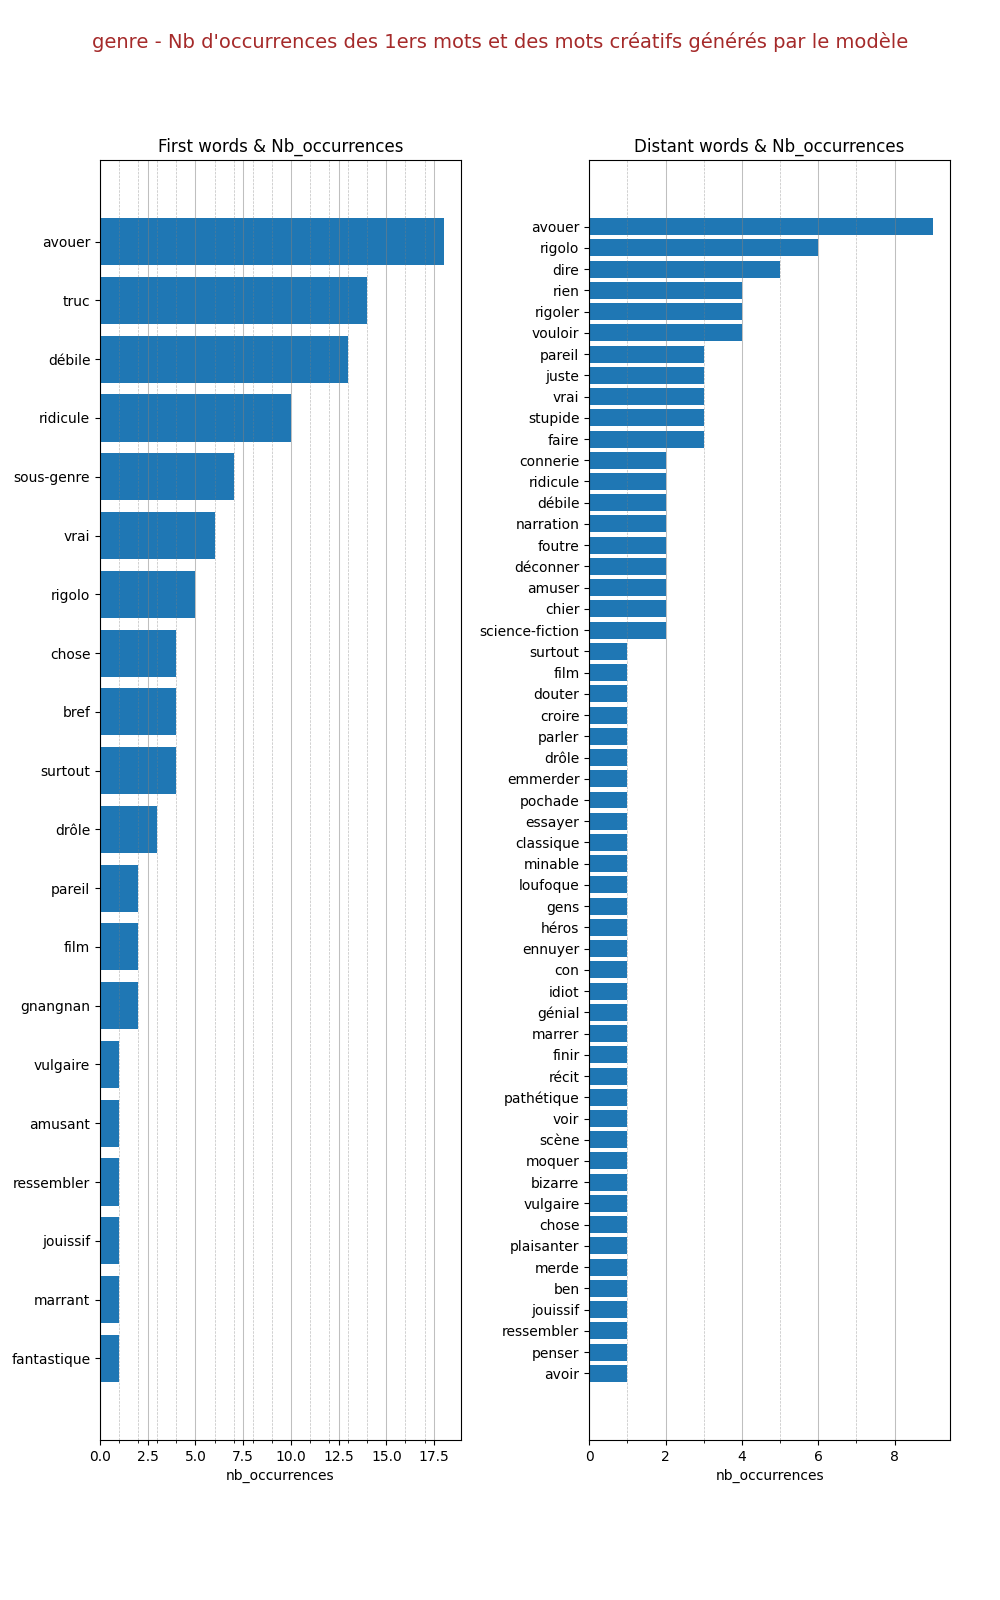 genre - Nb d'occurrences des 1ers mots et des mots créatifs générés par le modèle
First words & Nb_occurrences
avouer
truc
débile
ridicule
sous-genre
vrai
rigolo
chose
bref
surtout
drôle
pareil
film
gnangnan
vulgaire
amusant
ressembler
jouissif
marrant
fantastique
0.0 2.5 5.0 7.5 10.0 12.5 15.0 17.5
nb_occurrences
Distant words & Nb_occurrences
avouer
rigolo
dire
rien
rigoler
vouloir
pareil
juste
vrai
stupide
faire
connerie
ridicule
débile
narration
foutre
déconner
amuser
chier
science-fiction
surtout
film
douter
croire
parler
drôle
emmerder
pochade
essayer
classique
minable
loufoque
gens
héros
ennuyer
con
idiot
génial
marrer
finir
récit
pathétique
voir
scène
moquer
bizarre
vulgaire
chose
plaisanter
merde
ben
jouissif
ressembler
penser
avoir
0 2 4 6 8
nb_occurrences